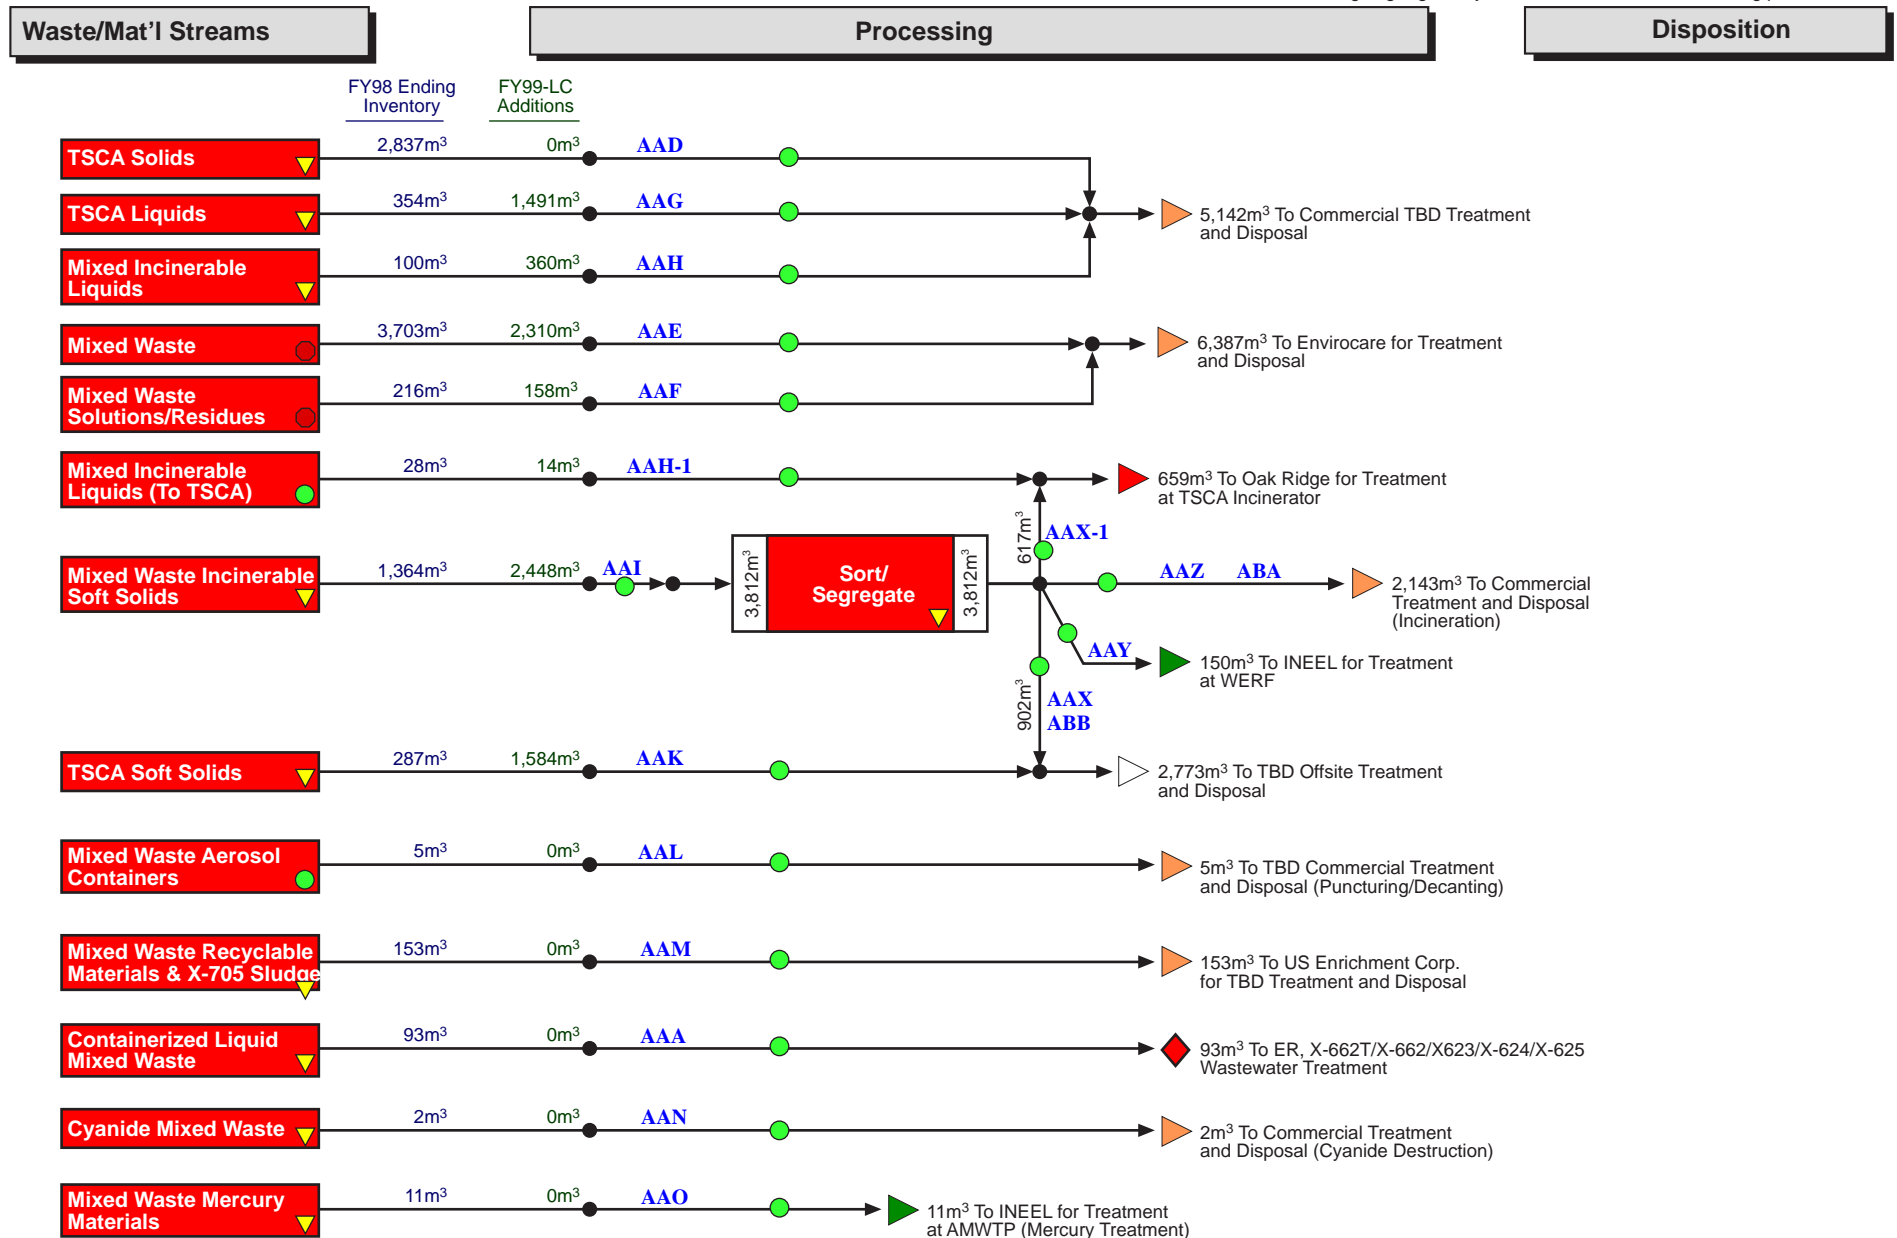 Waste/Mat'l Streams
Processing
Disposition
FY98 Ending
Inventory
FY99-LC
Additions
TSCA Solids
2,837m³
0m³
AAD
TSCA Liquids
354m³
1,491m³
AAG
5,142m³ To Commercial TBD Treatment
and Disposal
Mixed Incinerable
Liquids
100m³
360m³
AAH
Mixed Waste
3,703m³
2,310m³
AAE
6,387m³ To Envirocare for Treatment
and Disposal
Mixed Waste
Solutions/Residues
216m³
158m³
AAF
Mixed Incinerable
Liquids (To TSCA)
28m³
14m³
AAH-1
659m³ To Oak Ridge for Treatment
at TSCA Incinerator
617m³
AAX-1
Mixed Waste Incinerable
Soft Solids
1,364m³
2,448m³
AAI
3,812m³
Sort/
Segregate
3,812m³
AAZ
ABA
2,143m³ To Commercial
Treatment and Disposal
(Incineration)
AAY
150m³ To INEEL for Treatment
at WERF
902m³
AAX
ABB
TSCA Soft Solids
287m³
1,584m³
AAK
2,773m³ To TBD Offsite Treatment
and Disposal
Mixed Waste Aerosol
Containers
5m³
0m³
AAL
5m³ To TBD Commercial Treatment
and Disposal (Puncturing/Decanting)
Mixed Waste Recyclable
Materials & X-705 Sludge
153m³
0m³
AAM
153m³ To US Enrichment Corp.
for TBD Treatment and Disposal
Containerized Liquid
Mixed Waste
93m³
0m³
AAA
93m³ To ER, X-662T/X-662/X623/X-624/X-625
Wastewater Treatment
Cyanide Mixed Waste
2m³
0m³
AAN
2m³ To Commercial Treatment
and Disposal (Cyanide Destruction)
Mixed Waste Mercury
Materials
11m³
0m³
AAO
11m³ To INEEL for Treatment
at AMWTP (Mercury Treatment)